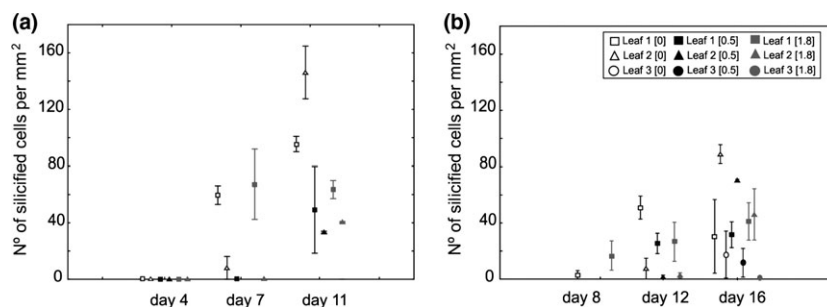 (a)
Nº of silicified cells per mm²
160
120
80
40
0
day 4 day 7 day 11
(b)
Nº of silicified cells per mm²
160
120
80
40
0
Leaf 1 [0] Leaf 1 [0.5] Leaf 1 [1.8]
Leaf 2 [0] Leaf 2 [0.5] Leaf 2 [1.8]
Leaf 3 [0] Leaf 3 [0.5] Leaf 3 [1.8]
day 8 day 12 day 16